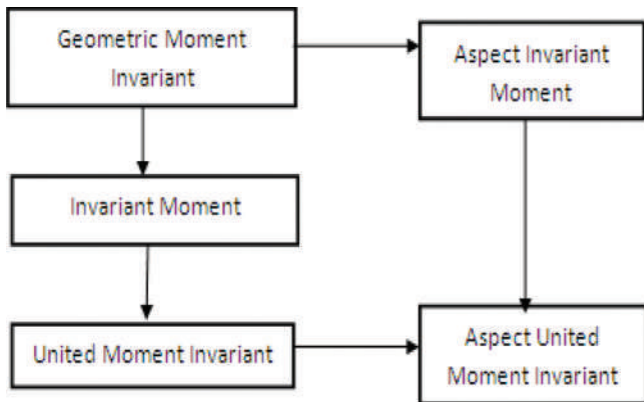 Geometric Moment
Invariant
Aspect Invariant
Moment
Invariant Moment
United Moment Invariant
Aspect United
Moment Invariant